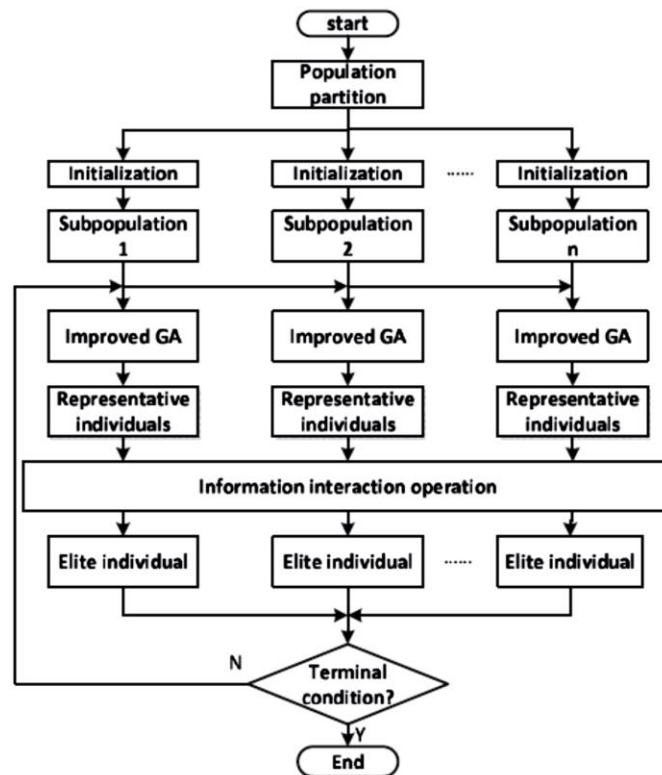 start
Population
partition
Initialization
Initialization
......
Initialization
Subpopulation
1
Subpopulation
2
Subpopulation
n
Improved GA
Improved GA
Improved GA
Representative
individuals
Representative
individuals
Representative
individuals
Information interaction operation
Elite individual
Elite individual
......
Elite individual
N
Terminal
condition?
Y
End